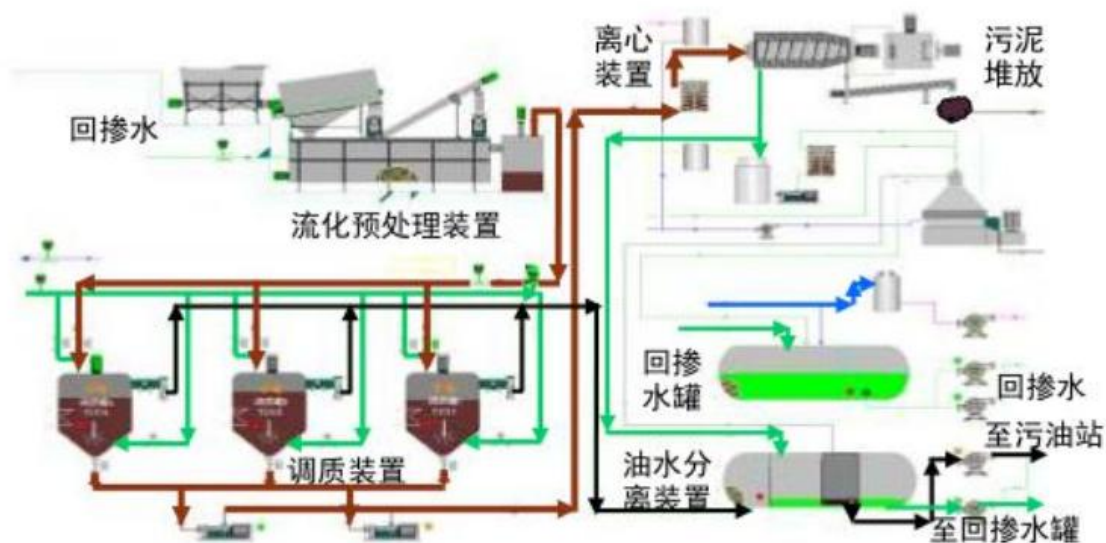 离心
装置
污泥
堆放
回掺水
流化预处理装置
回掺
水罐
回掺水
至污油站
调质装置
油水分
离装置
至回掺水罐